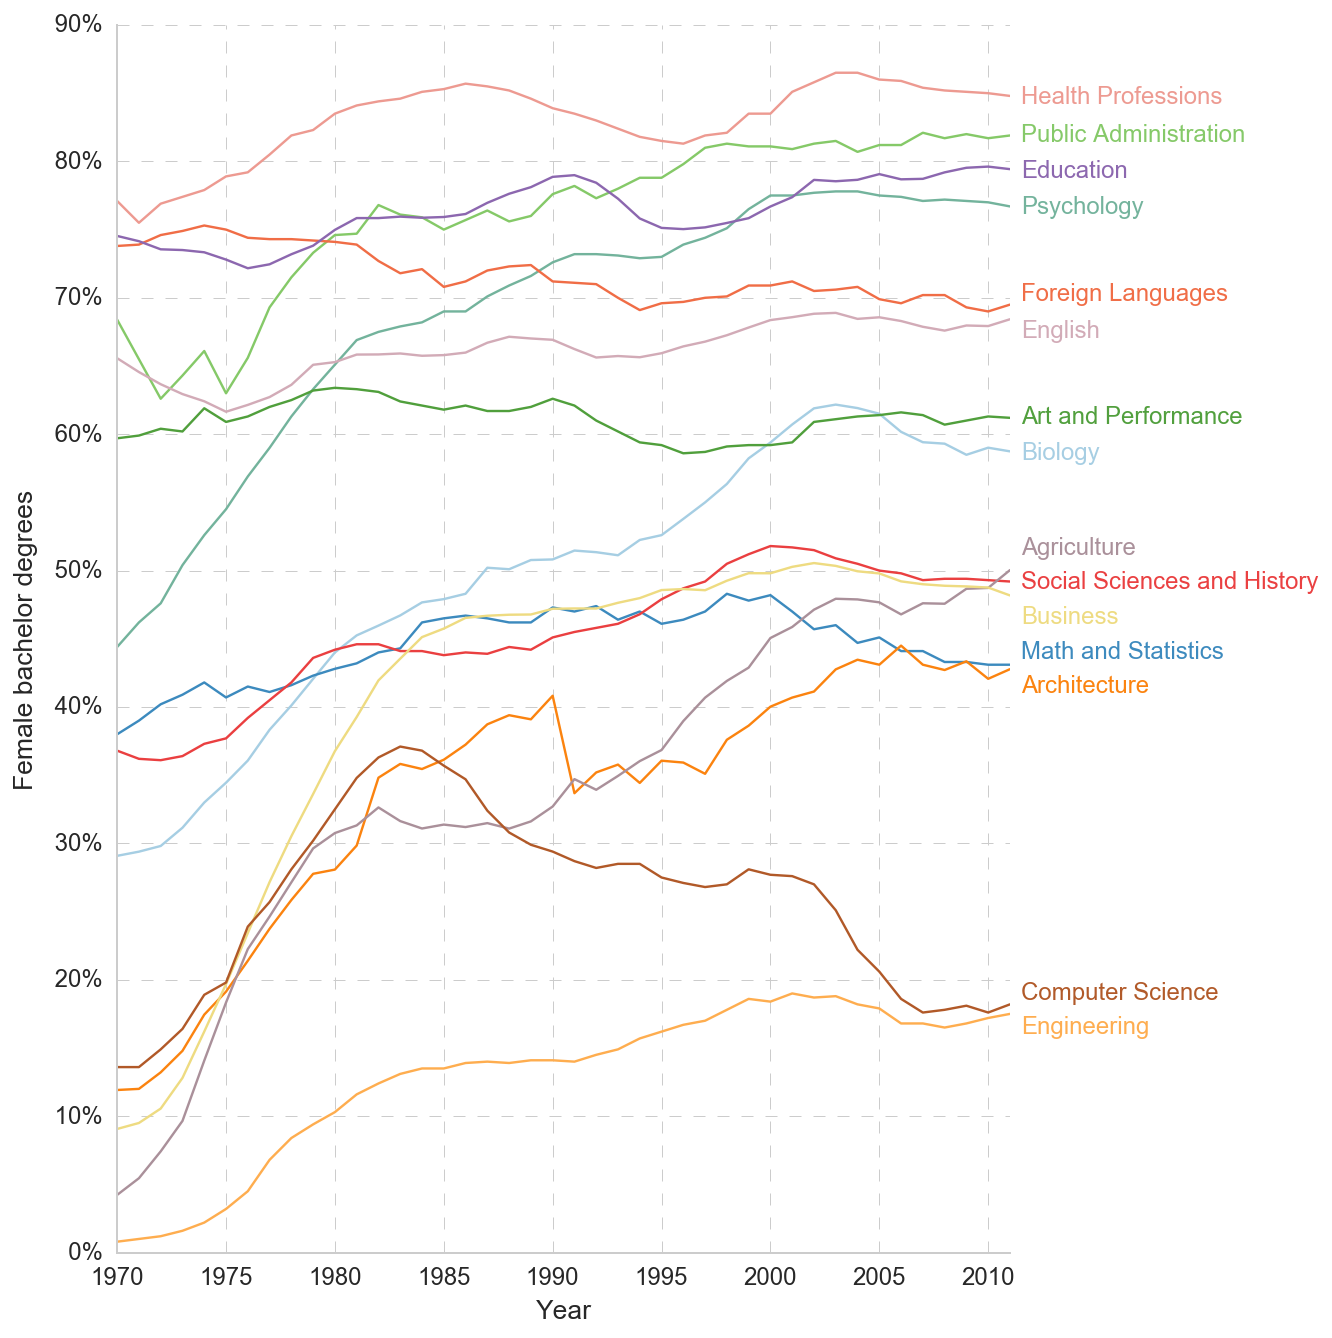 90%
80%
70%
60%
50%
40%
30%
20%
10%
0%
Female bachelor degrees
Health Professions
Public Administration
Education
Psychology
Foreign Languages
English
Art and Performance
Biology
Agriculture
Social Sciences and History
Business
Math and Statistics
Architecture
Computer Science
Engineering
1970 1975 1980 1985 1990 1995 2000 2005 2010
Year